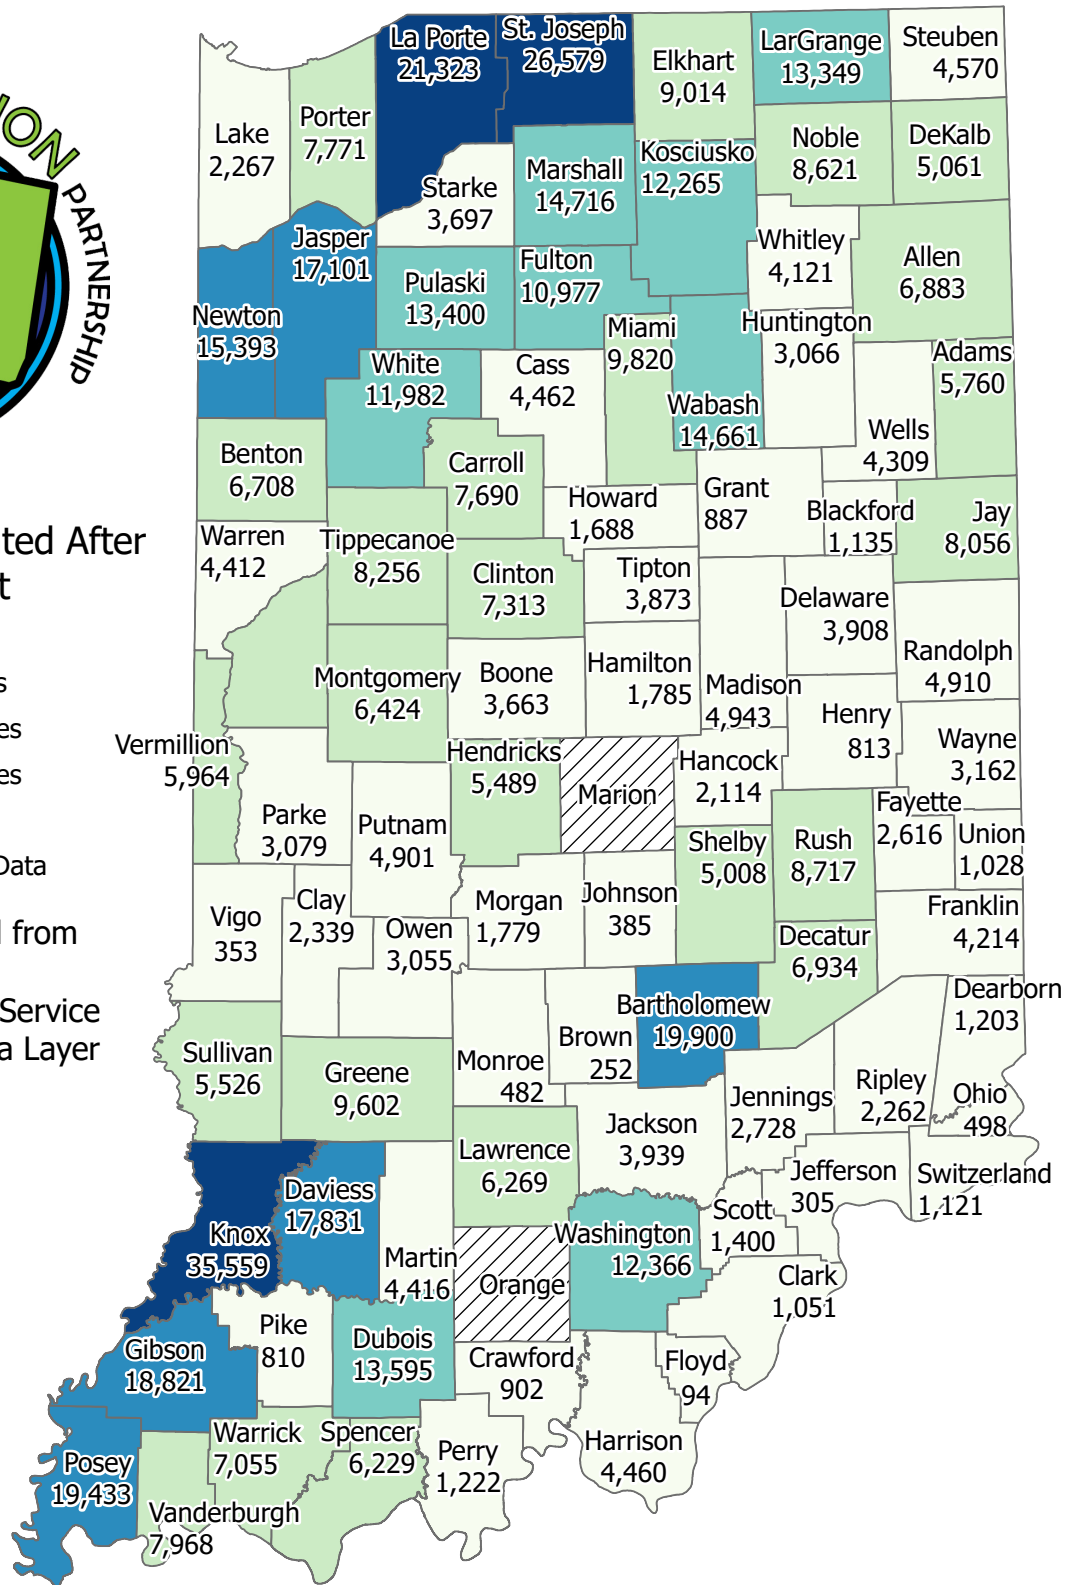 ON
PARTNERSHIP
La Porte
21,323
St. Joseph
26,579
Elkhart
9,014
LarGrange
13,349
Steuben
4,570
Lake
2,267
Porter
7,771
Starke
3,697
Marshall
14,716
Kosciusko
12,265
Noble
8,621
DeKalb
5,061
Whitley
4,121
Allen
6,883
Jasper
17,101
Newton
15,393
Pulaski
13,400
Fulton
10,977
Miami
9,820
Huntington
3,066
Adams
5,760
White
11,982
Cass
4,462
Wabash
14,661
Wells
4,309
Benton
6,708
Carroll
7,690
Howard
1,688
Grant
887
Blackford
1,135
Jay
8,056
ted After
t
Warren
4,412
Tippecanoe
8,256
Clinton
7,313
Tipton
3,873
Delaware
3,908
Randolph
4,910
s
es
es
Data
from
Service
a Layer
Montgomery
6,424
Boone
3,663
Hamilton
1,785
Madison
4,943
Henry
813
Wayne
3,162
Vermillion
5,964
Hendricks
5,489
Marion
Hancock
2,114
Parke
3,079
Putnam
4,901
Shelby
5,008
Rush
8,717
Fayette
2,616
Union
1,028
Vigo
353
Clay
2,339
Owen
3,055
Morgan
1,779
Johnson
385
Decatur
6,934
Franklin
4,214
Bartholomew
19,900
Dearborn
1,203
Sullivan
5,526
Greene
9,602
Monroe
482
Brown
252
Jennings
2,728
Ripley
2,262
Ohio
498
Jackson
3,939
Lawrence
6,269
Jefferson
305
Switzerland
1,121
Knox
35,559
Daviess
17,831
Martin
4,416
Orange
Washington
12,366
Scott
1,400
Clark
1,051
Gibson
18,821
Pike
810
Dubois
13,595
Crawford
902
Floyd
94
Posey
19,433
Warrick
7,055
Spencer
6,229
Perry
1,222
Harrison
4,460
Vanderburgh
7,968